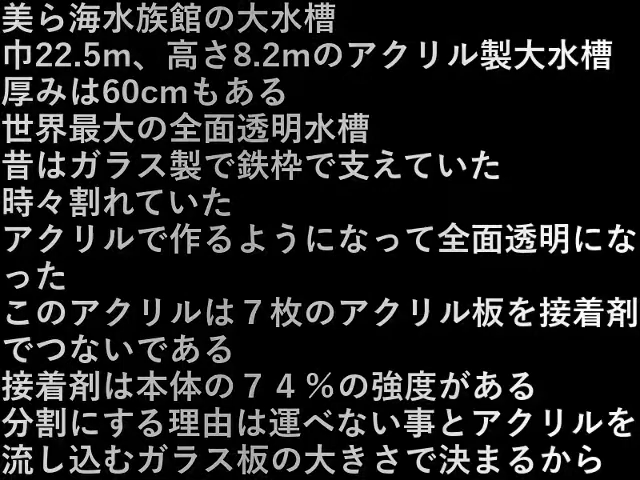 美ら海水族館の大水槽
巾22.5m、高さ8.2mのアクリル製大水槽
厚みは60cmもある
世界最大の全面透明水槽
昔はガラス製で鉄枠で支えていた
時々割れていた
アクリルで作るようになって全面透明にな
った
このアクリルは７枚のアクリル板を接着剤
でつないである
接着剤は本体の７４％の強度がある
分割にする理由は運べない事とアクリルを
流し込むガラス板の大きさで決まるから